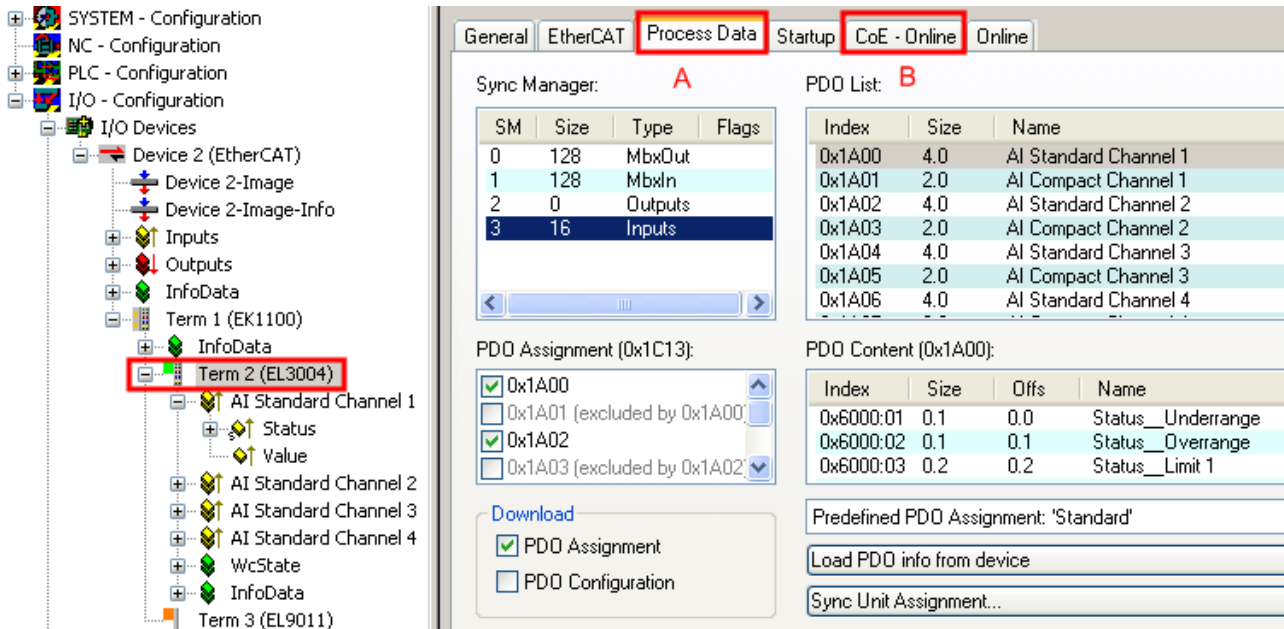 SYSTEM - Configuration
NC - Configuration
PLC - Configuration
I/O - Configuration
I/O Devices
Device 2 (EtherCAT)
Device 2-Image
Device 2-Image-Info
Inputs
Outputs
InfoData
Term 1 (EK1100)
InfoData
Term 2 (EL3004)
AI Standard Channel 1
Status
Value
AI Standard Channel 2
AI Standard Channel 3
AI Standard Channel 4
WcState
InfoData
Term 3 (EL9011)
General EtherCAT Process Data Startup CoE - Online Online
A B
Sync Manager:
SM Size Type Flags
0 128 MbxOut
1 128 MbxIn
2 0 Outputs
3 16 Inputs
PDO List:
Index Size Name
0x1A00 4.0 AI Standard Channel 1
0x1A01 2.0 AI Compact Channel 1
0x1A02 4.0 AI Standard Channel 2
0x1A03 2.0 AI Compact Channel 2
0x1A04 4.0 AI Standard Channel 3
0x1A05 2.0 AI Compact Channel 3
0x1A06 4.0 AI Standard Channel 4
PDO Assignment (0x1C13):
0x1A00
0x1A01 (excluded by 0x1A00)
0x1A02
0x1A03 (excluded by 0x1A02)
PDO Content (0x1A00):
Index Size Offs Name
0x6000:01 0.1 0.0 Status__Underrange
0x6000:02 0.1 0.1 Status__Overrange
0x6000:03 0.2 0.2 Status__Limit 1
Download
PDO Assignment
PDO Configuration
Predefined PDO Assignment: 'Standard'
Load PDO info from device
Sync Unit Assignment...